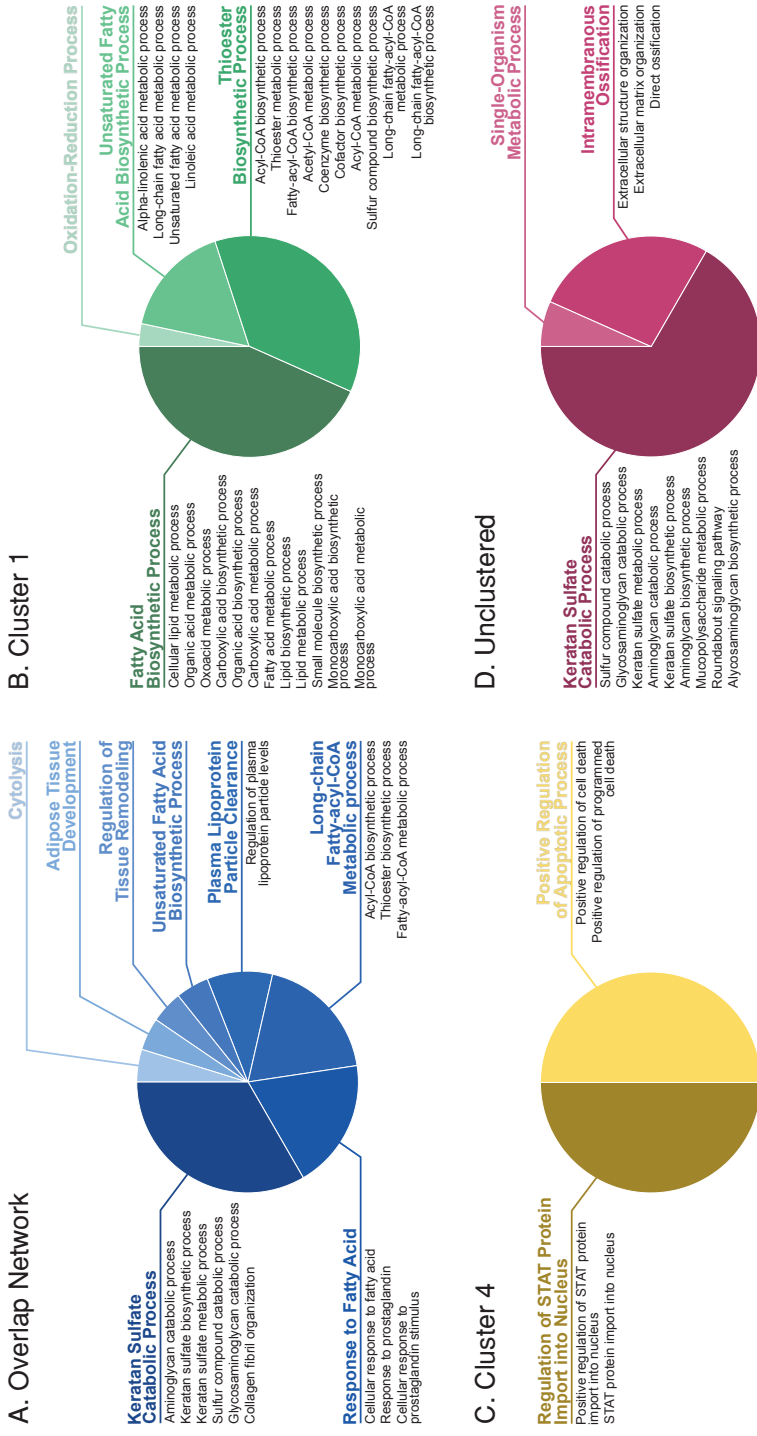 A. Overlap Network
Keratan Sulfate
Catabolic Process
Aminoglycan catabolic process
Keratan sulfate biosynthetic process
Keratan sulfate metabolic process
Sulfur compound catabolic process
Glycosaminoglycan catabolic process
Collagen fibril organization
Response to Fatty Acid
Cellular response to fatty acid
Response to prostaglandin
Cellular response to
prostaglandin stimulus
Cytolysis
Adipose Tissue
Development
Regulation of
Tissue Remodeling
Unsaturated Fatty Acid
Biosynthetic Process
Plasma Lipoprotein
Particle Clearance
Regulation of plasma
lipoprotein particle levels
Long-chain
Fatty-acyl-CoA
Metabolic process
Acyl-CoA biosynthetic process
Thioester biosynthetic process
Fatty-acyl-CoA metabolic process
B. Cluster 1
Fatty Acid
Biosynthetic Process
Cellular lipid metabolic process
Organic acid metabolic process
Oxoacid metabolic process
Carboxylic acid biosynthetic process
Organic acid biosynthetic process
Carboxylic acid metabolic process
Fatty acid metabolic process
Lipid biosynthetic process
Lipid metabolic process
Small molecule biosynthetic process
Monocarboxylic acid biosynthetic
process
Monocarboxylic acid metabolic
process
Oxidation-Reduction Process
Unsaturated Fatty
Acid Biosynthetic Process
Alpha-linolenic acid metabolic process
Long-chain fatty acid metabolic process
Unsaturated fatty acid metabolic process
Linoleic acid metabolic process
Thioester
Biosynthetic Process
Acyl-CoA biosynthetic process
Thioester metabolic process
Fatty-acyl-CoA biosynthetic process
Acetyl-CoA metabolic process
Coenzyme biosynthetic process
Cofactor biosynthetic process
Acyl-CoA metabolic process
Sulfur compound biosynthetic process
Long-chain fatty-acyl-CoA
metabolic process
Long-chain fatty-acyl-CoA
biosynthetic process
C. Cluster 4
Regulation of STAT Protein
Import into Nucleus
Positive regulation of STAT protein
import into nucleus
STAT protein import into nucleus
Positive Regulation
of Apoptotic Process
Positive regulation of cell death
Positive regulation of programmed
cell death
D. Unclustered
Keratan Sulfate
Catabolic Process
Sulfur compound catabolic process
Glycosaminoglycan catabolic process
Keratan sulfate metabolic process
Aminoglycan catabolic process
Keratan sulfate biosynthetic process
Aminoglycan biosynthetic process
Mucopolysaccharide metabolic process
Roundabout signaling pathway
Alycosaminoglycan biosynthetic process
Single-Organism
Metabolic Process
Intramembranous
Ossification
Extracellular structure organization
Extracellular matrix organization
Direct ossification